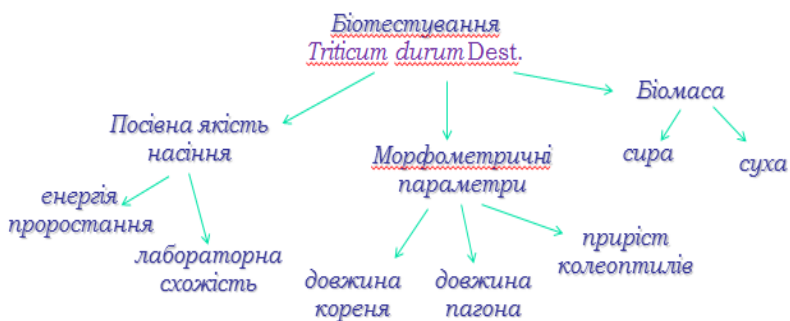 Біотестування
Triticum durum Dest.
Посівна якість
насіння
енергія
проростання
лабораторна
схожість
Морфометричні
параметри
довжина
кореня
довжина
пагона
приріст
колеоптилів
Біомаса
сира
суха